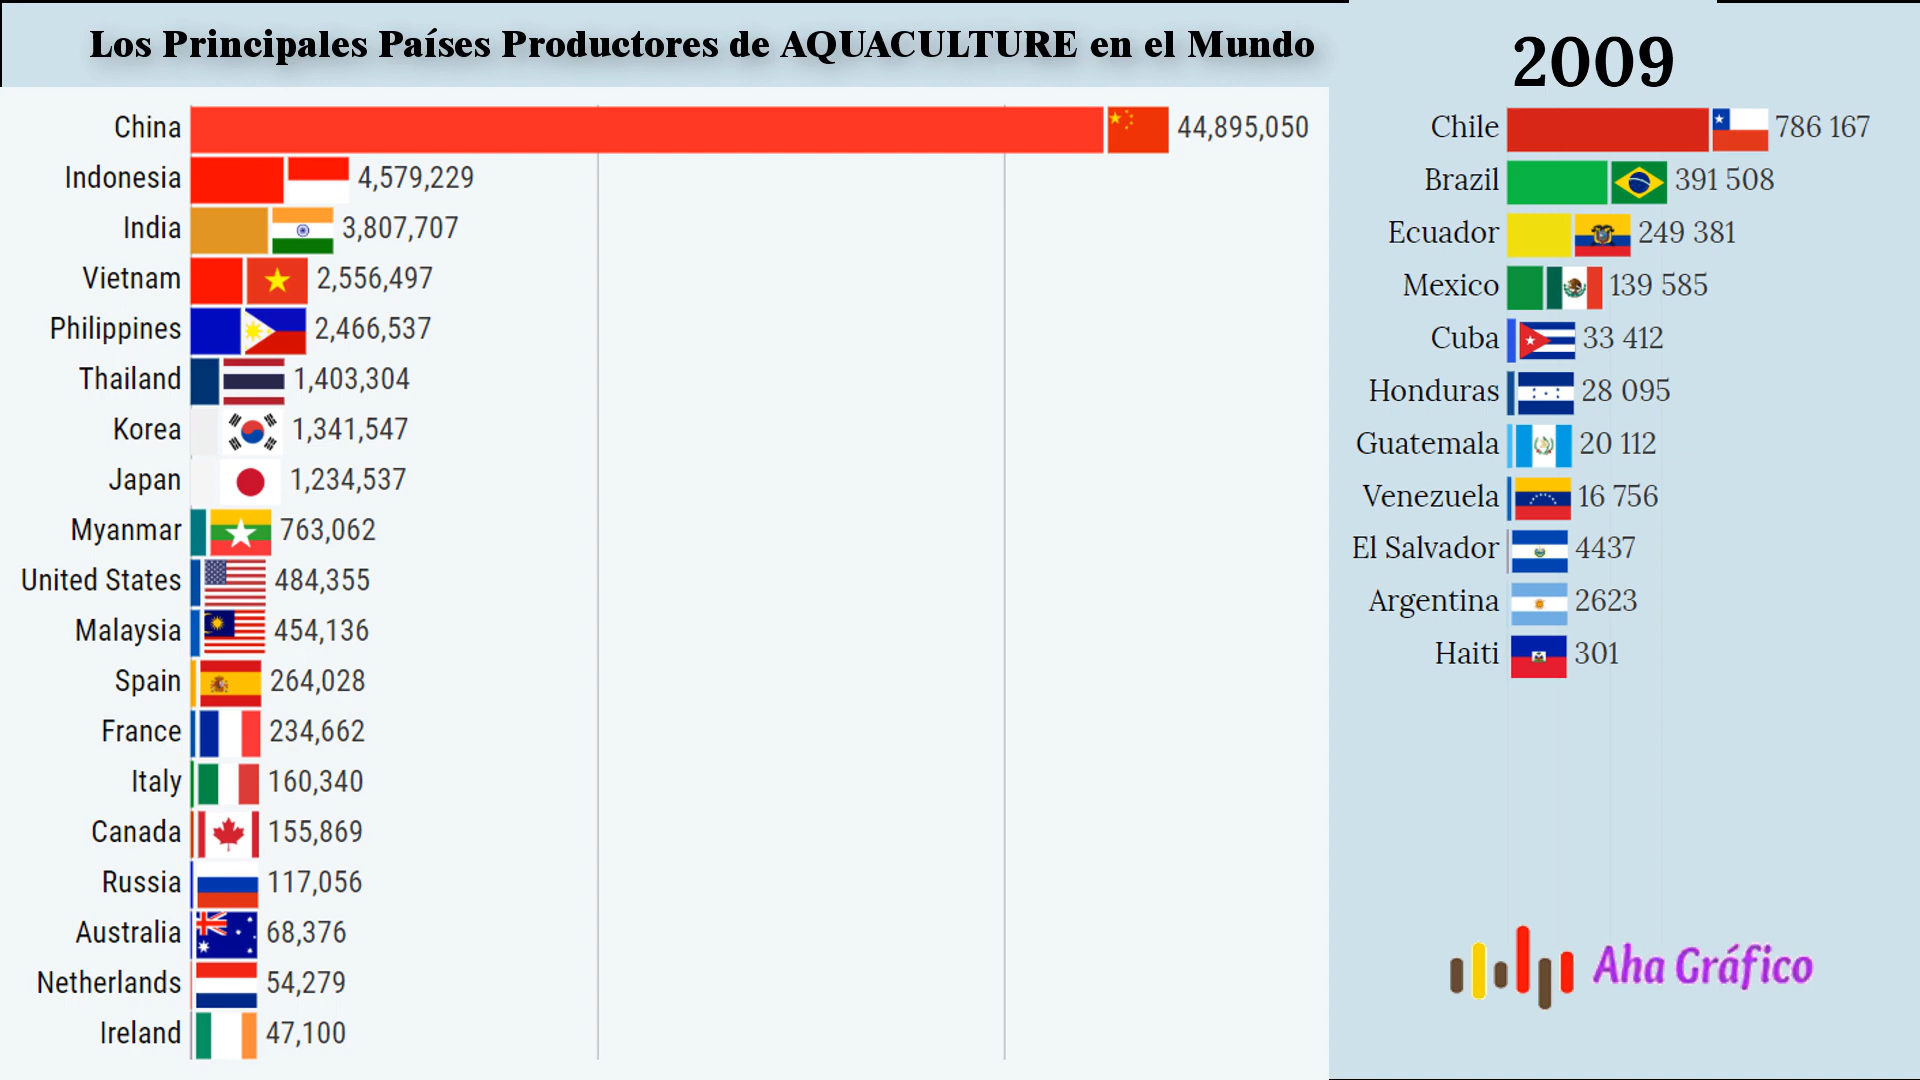 Los Principales Países Productores de AQUACULTURE en el Mundo
2009
China 44,895,050
Indonesia 4,579,229
India 3,807,707
Vietnam 2,556,497
Philippines 2,466,537
Thailand 1,403,304
Korea 1,341,547
Japan 1,234,537
Myanmar 763,062
United States 484,355
Malaysia 454,136
Spain 264,028
France 234,662
Italy 160,340
Canada 155,869
Russia 117,056
Australia 68,376
Netherlands 54,279
Ireland 47,100
Chile 786 167
Brazil 391 508
Ecuador 249 381
Mexico 139 585
Cuba 33 412
Honduras 28 095
Guatemala 20 112
Venezuela 16 756
El Salvador 4437
Argentina 2623
Haiti 301
Aha Gráfico